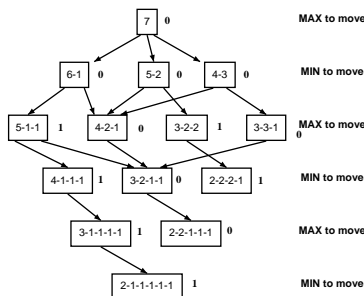 7 0 MAX to move
6-1 0 5-2 0 4-3 0 MIN to move
5-1-1 1 4-2-1 0 3-2-2 1 3-3-1 0 MAX to move
4-1-1-1 1 3-2-1-1 0 2-2-2-1 1 MIN to move
3-1-1-1-1 1 2-2-1-1-1 0 MAX to move
2-1-1-1-1-1 1 MIN to move